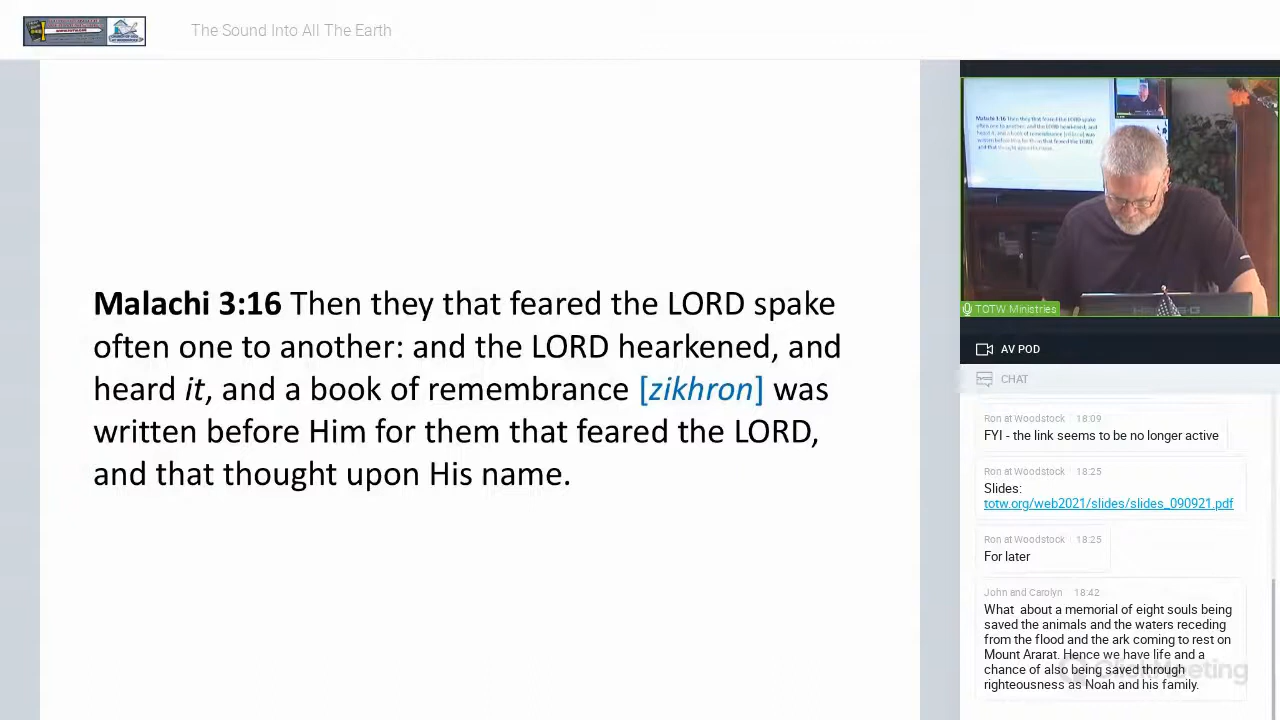 The Sound Into All The Earth
Malachi 3:16 Then they that feared the LORD spake
often one to another: and the LORD hearkened, and
heard it, and a book of remembrance [zikhron] was
written before Him for them that feared the LORD,
and that thought upon His name.
TOTW Ministries
AV POD
CHAT
Ron at Woodstock 18:09
FYI - the link seems to be no longer active
Ron at Woodstock 18:25
Slides:
totw.org/web2021/slides/slides_090921.pdf
Ron at Woodstock 18:25
For later
John and Carolyn 18:42
What about a memorial of eight souls being
saved the animals and the waters receding
from the flood and the ark coming to rest on
Mount Ararat. Hence we have life and a
chance of also being saved through
righteousness as Noah and his family.
ClickMeeting